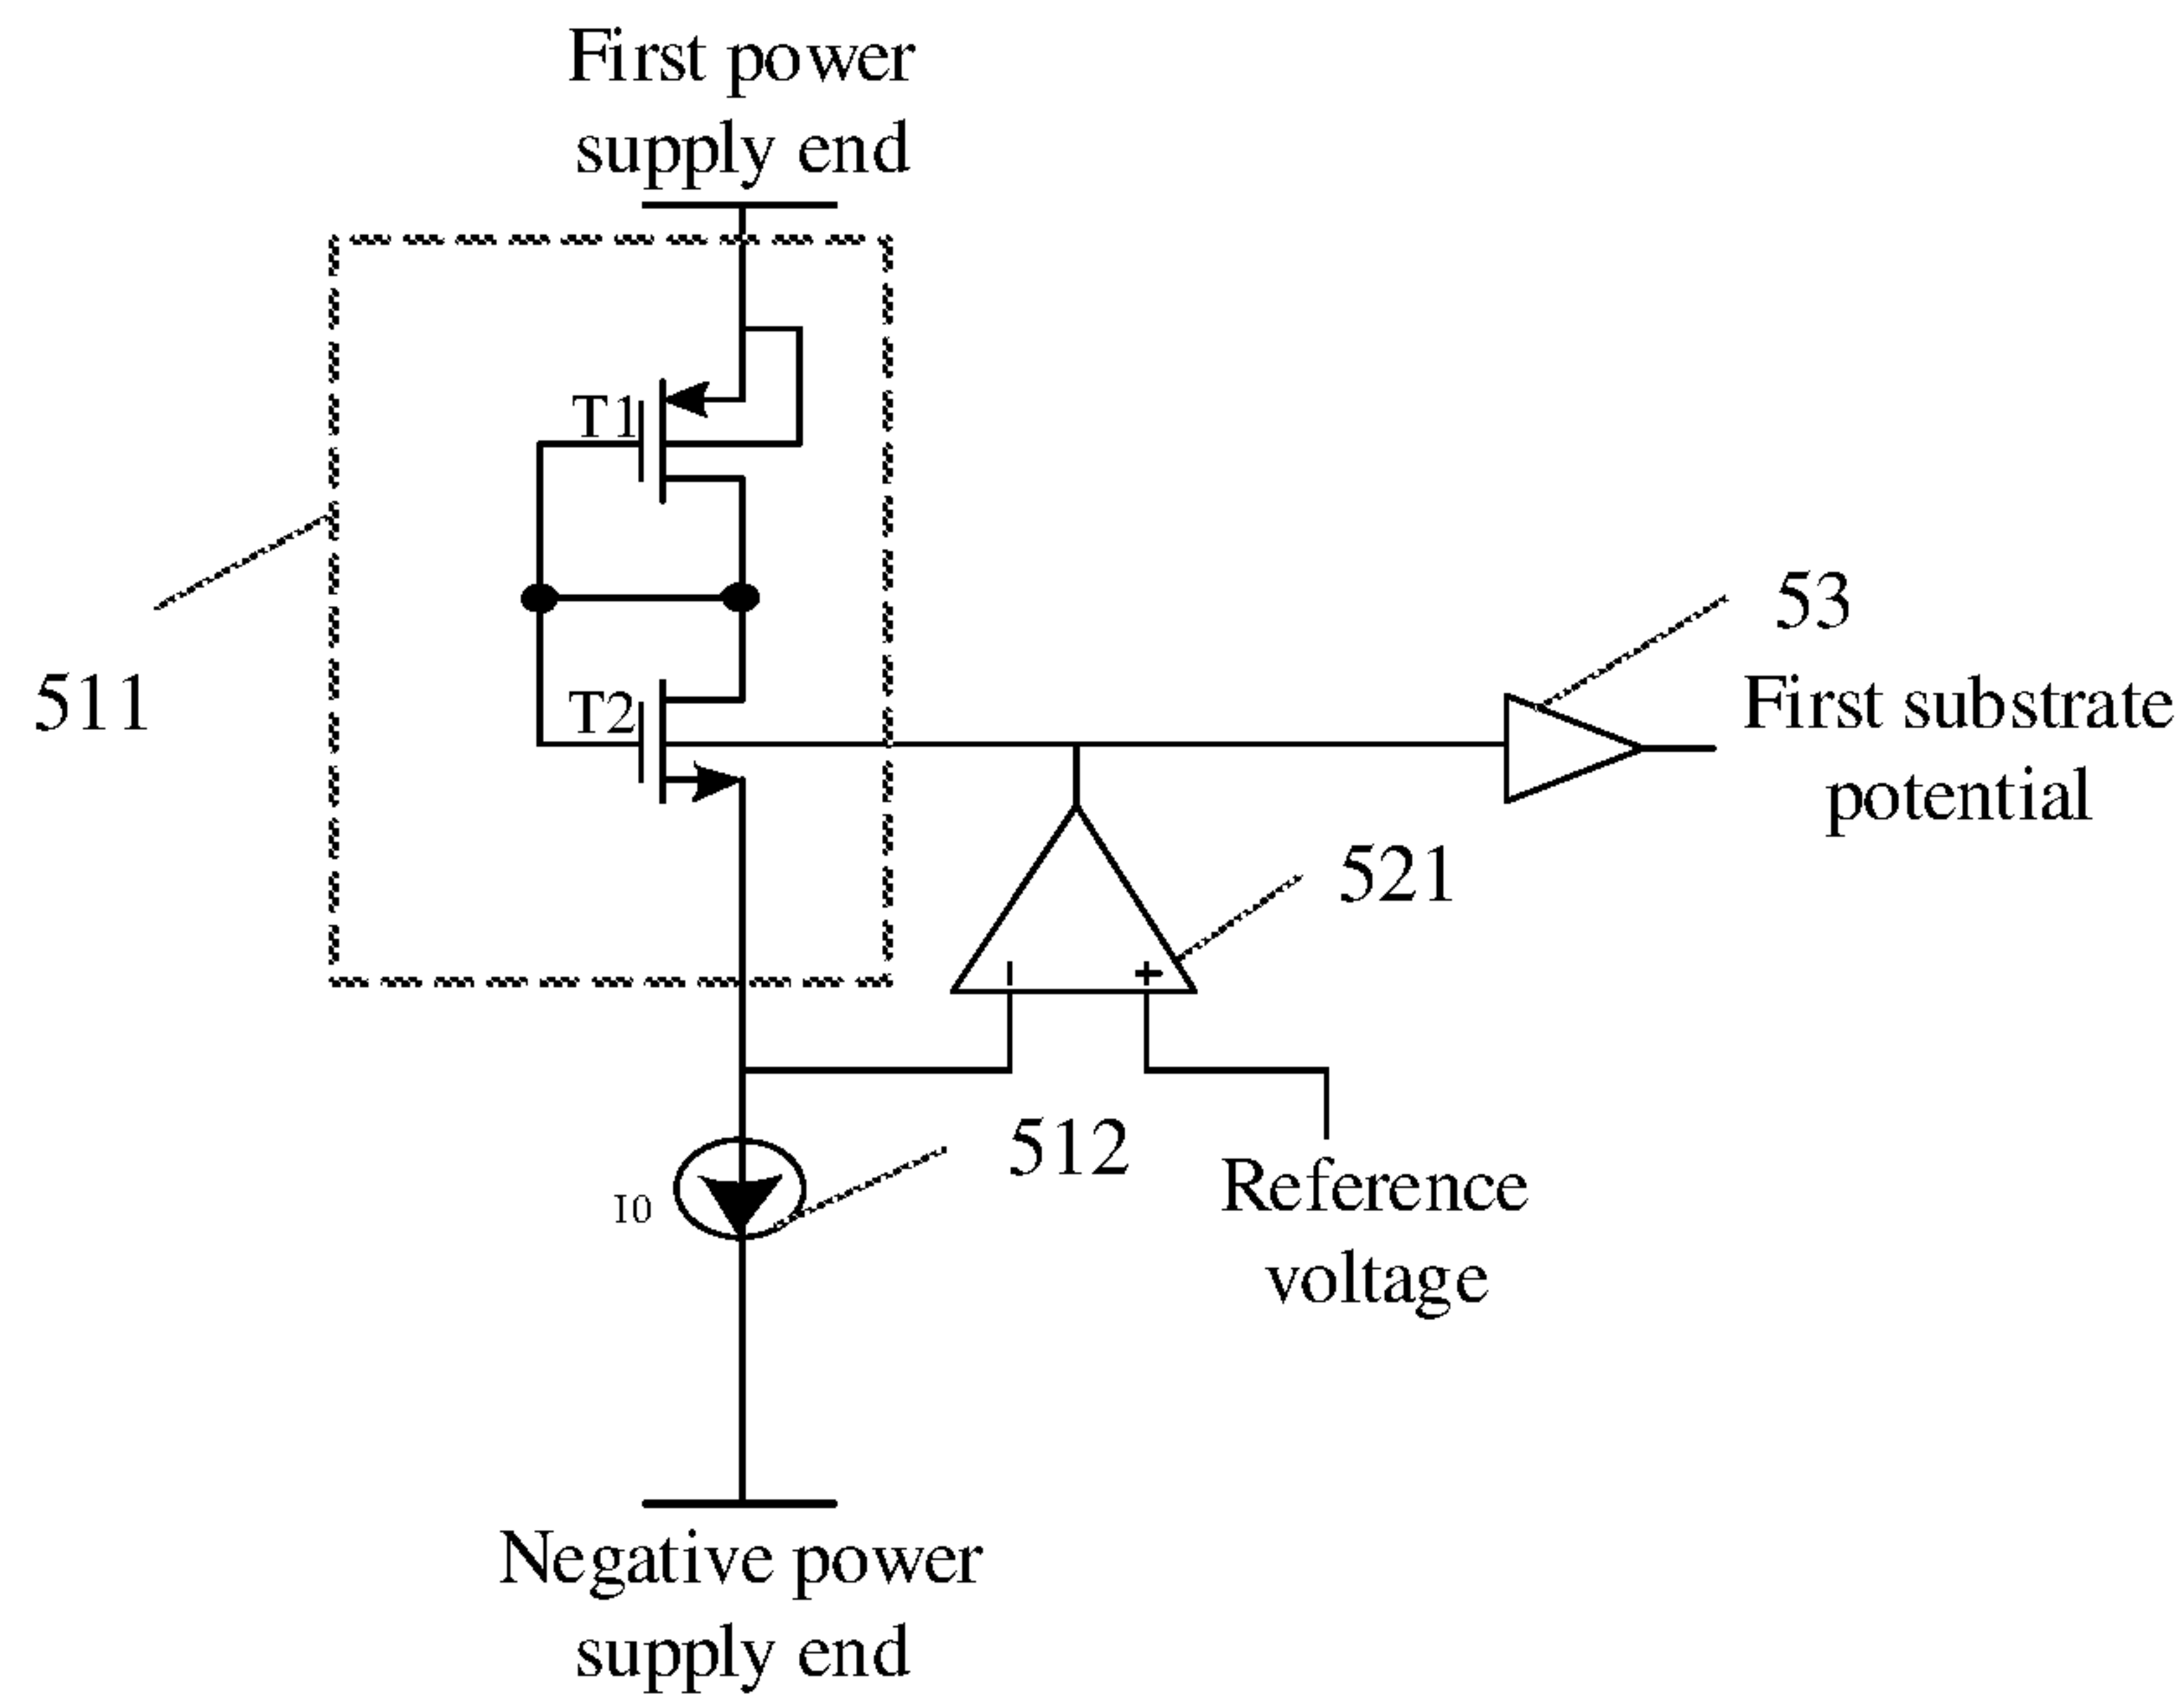 First power
supply end
T1
511
T2
53
First substrate
potential
521
-
+
512
I0
Reference
voltage
Negative power
supply end